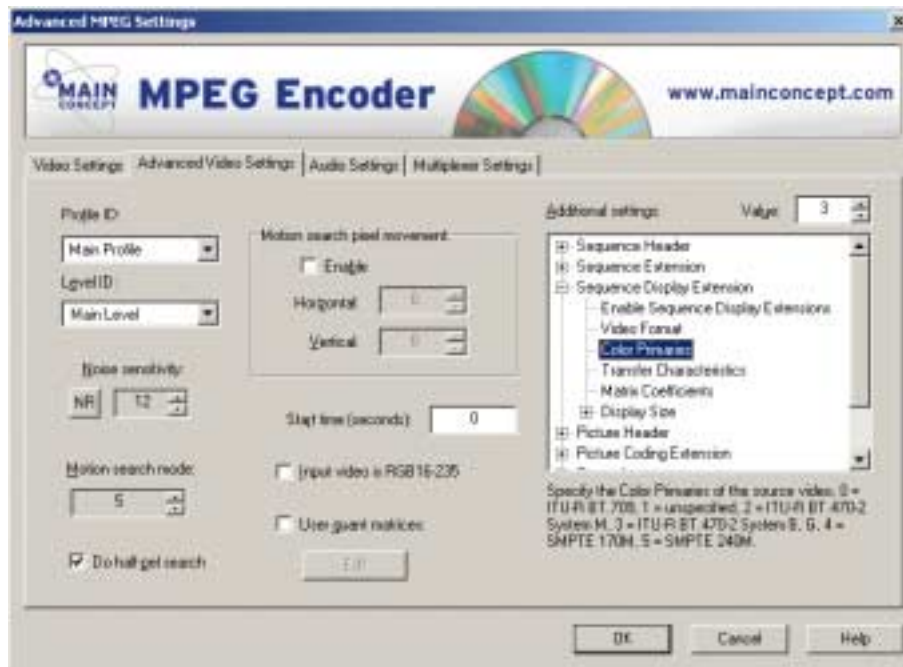 Advanced MPEG Settings
MAIN CONCEPT MPEG Encoder www.mainconcept.com
Video Settings Advanced Video Settings Audio Settings Multiplexer Settings
Profile ID:
Main Profile
Level ID:
Main Level
Noise sensitivity:
NR 12
Motion search mode:
5
Do half-pel search
Motion search pixel movement:
Enable
Horizontal: 0
Vertical: 0
Start time (seconds): 0
Input video is RGB 16-235
User quant matrices:
Edit
Additional settings: Value: 3
Sequence Header
Sequence Extension
Sequence Display Extension
Enable Sequence Display Extensions
Video Format
Color Primaries
Transfer Characteristics
Matrix Coefficients
Display Size
Picture Header
Picture Coding Extension
Specify the Color Primaries of the source video. 0 =
ITU-R BT 709, 1 = unspecified, 2 = ITU-R BT 470-2
System M, 3 = ITU-R BT 470-2 System B, G, 4 =
SMPTE 170M, 5 = SMPTE 240M.
OK Cancel Help